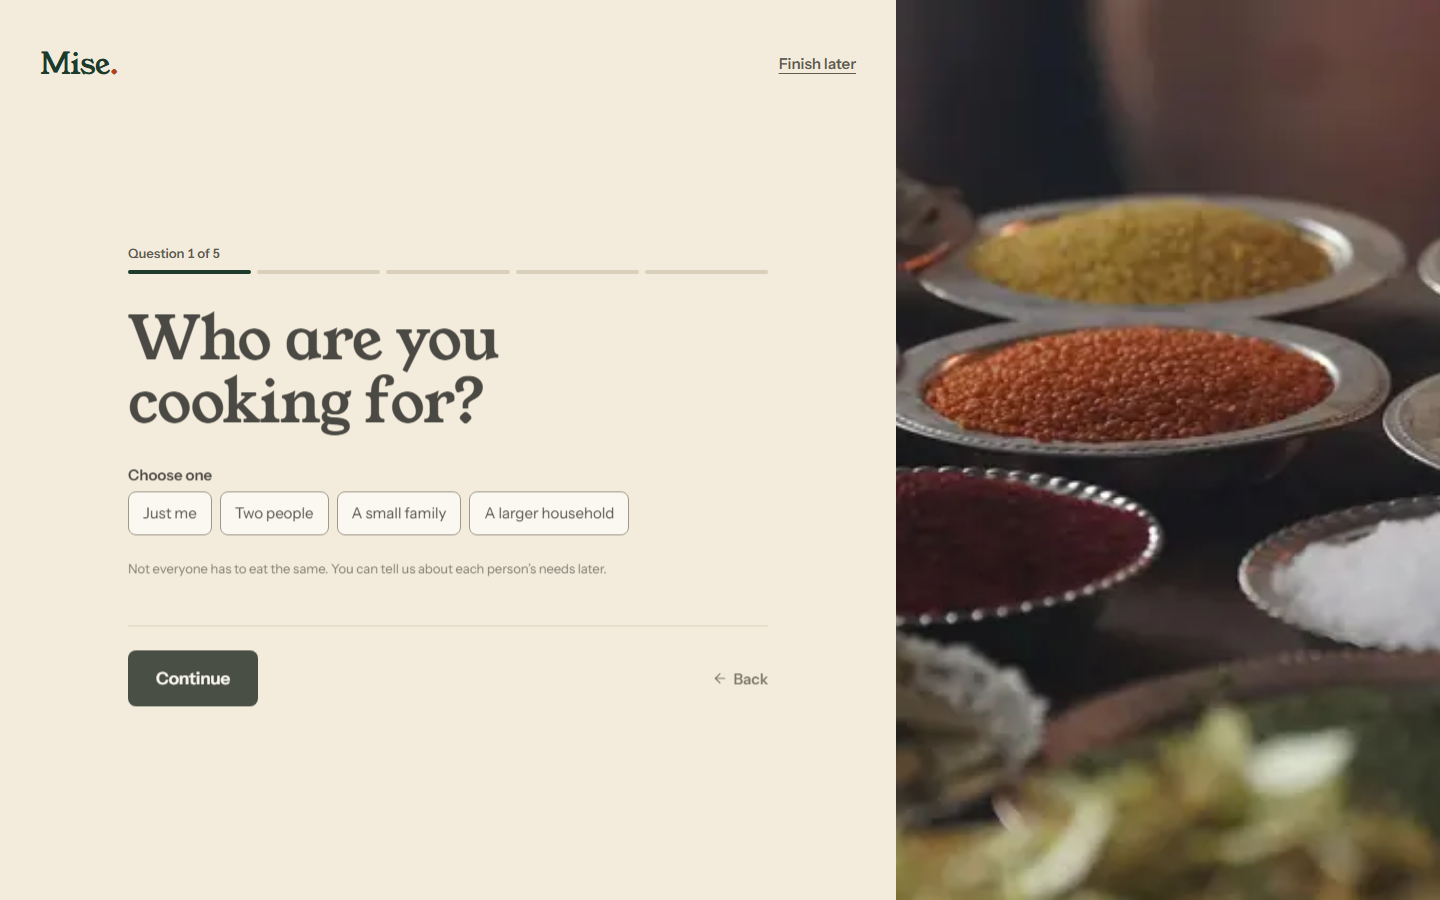 Mise.
Finish later
Question 1 of 5
Who are you
cooking for?
Choose one
Just me
Two people
A small family
A larger household
Not everyone has to eat the same. You can tell us about each person's needs later.
Continue
← Back